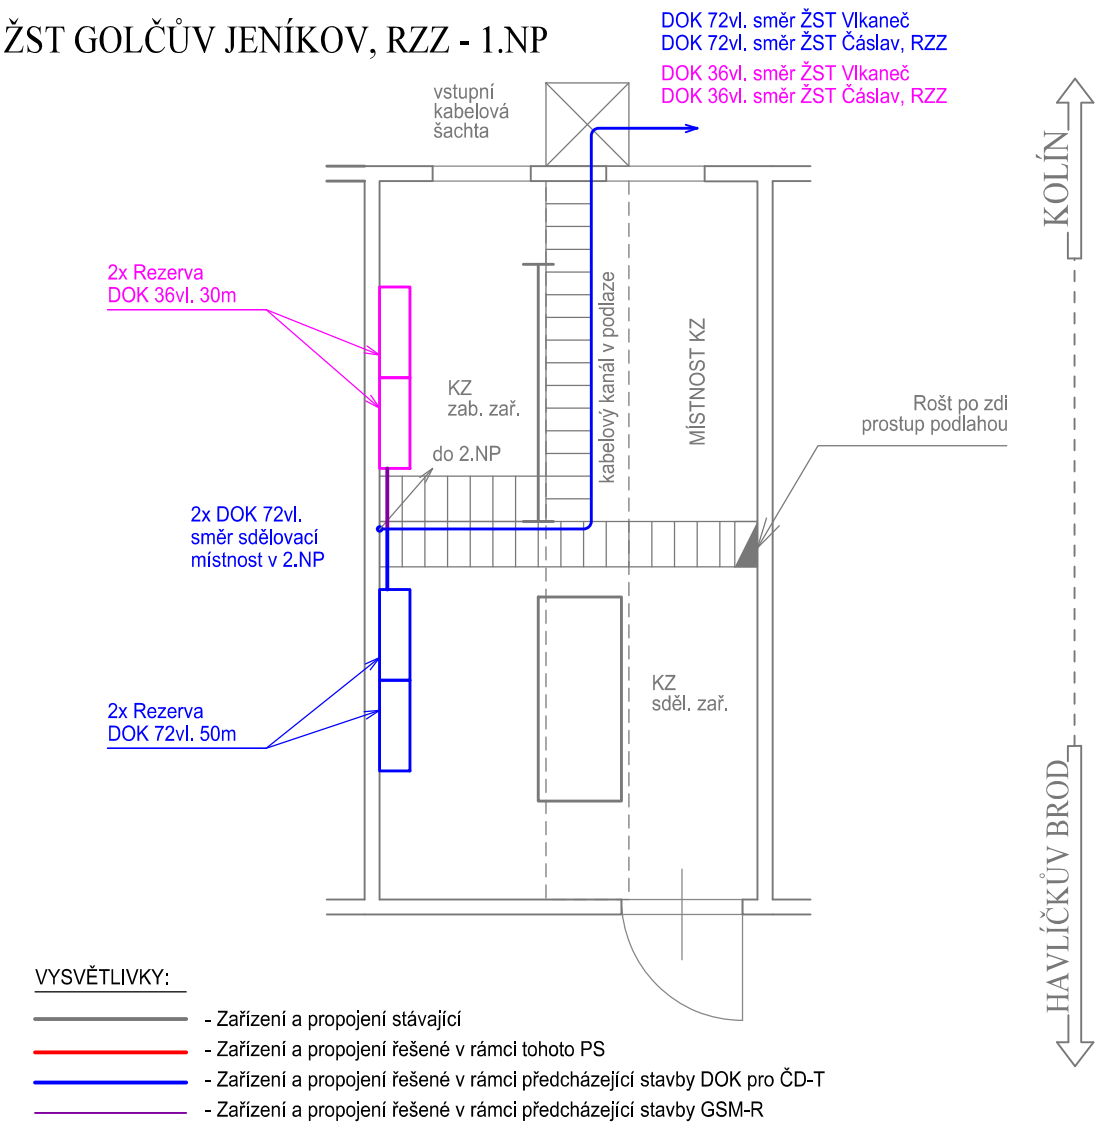 ŽST GOLČŮV JENÍKOV, RZZ - 1.NP
DOK 72vl. směr ŽST Vlkaneč
DOK 72vl. směr ŽST Čáslav, RZZ
DOK 36vl. směr ŽST Vlkaneč
DOK 36vl. směr ŽST Čáslav, RZZ
vstupní
kabelová
šachta
KOLÍN
2x Rezerva
DOK 36vl. 30m
kabelový kanál v podlaze
MÍSTNOST KZ
KZ
zab. zař.
Rošt po zdi
prostup podlahou
do 2.NP
2x DOK 72vl.
směr sdělovací
místnost v 2.NP
KZ
sděl. zař.
2x Rezerva
DOK 72vl. 50m
HAVLÍČKŮV BROD
VYSVĚTLIVKY:
- Zařízení a propojení stávající
- Zařízení a propojení řešené v rámci tohoto PS
- Zařízení a propojení řešené v rámci předcházející stavby DOK pro ČD-T
- Zařízení a propojení řešené v rámci předcházející stavby GSM-R